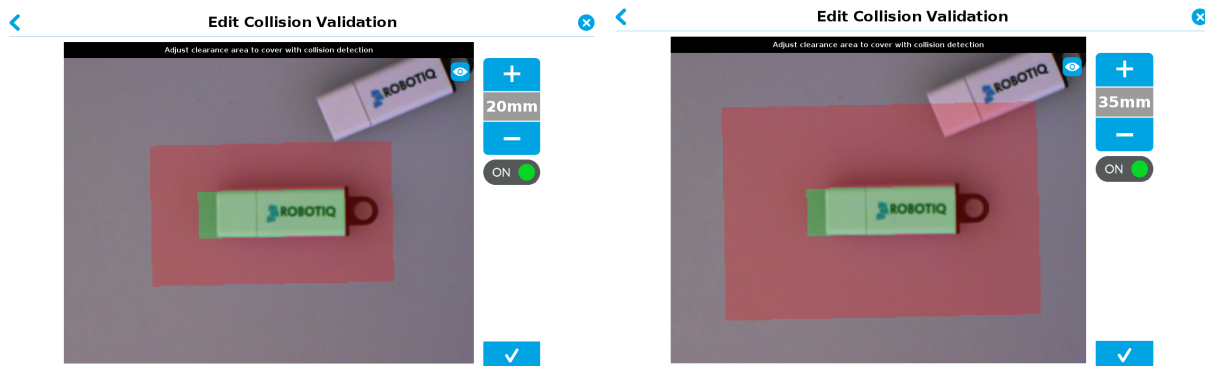 Edit Collision Validation
Adjust clearance area to cover with collision detection
ROBOTIQ
ROBOTIQ
20mm
ON
Edit Collision Validation
Adjust clearance area to cover with collision detection
ROBOTIQ
ROBOTIQ
35mm
ON